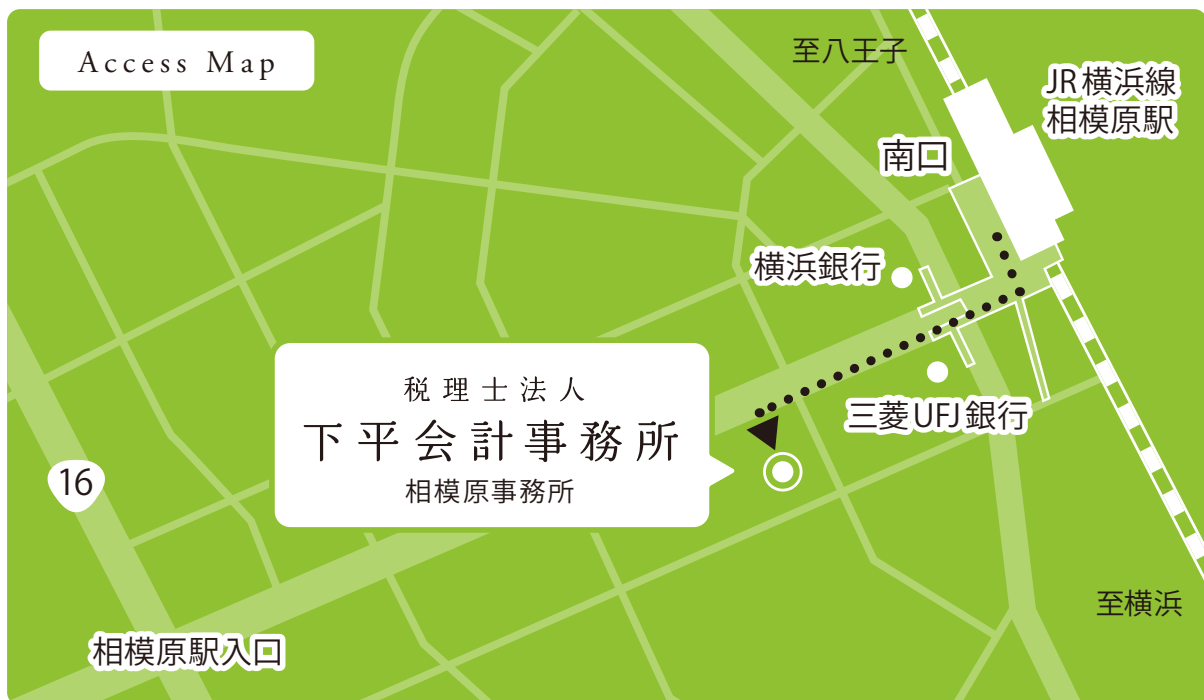 Access Map
至八王子
JR横浜線
相模原駅
南口
横浜銀行
税理士法人
下平会計事務所
相模原事務所
三菱UFJ銀行
16
至横浜
相模原駅入口